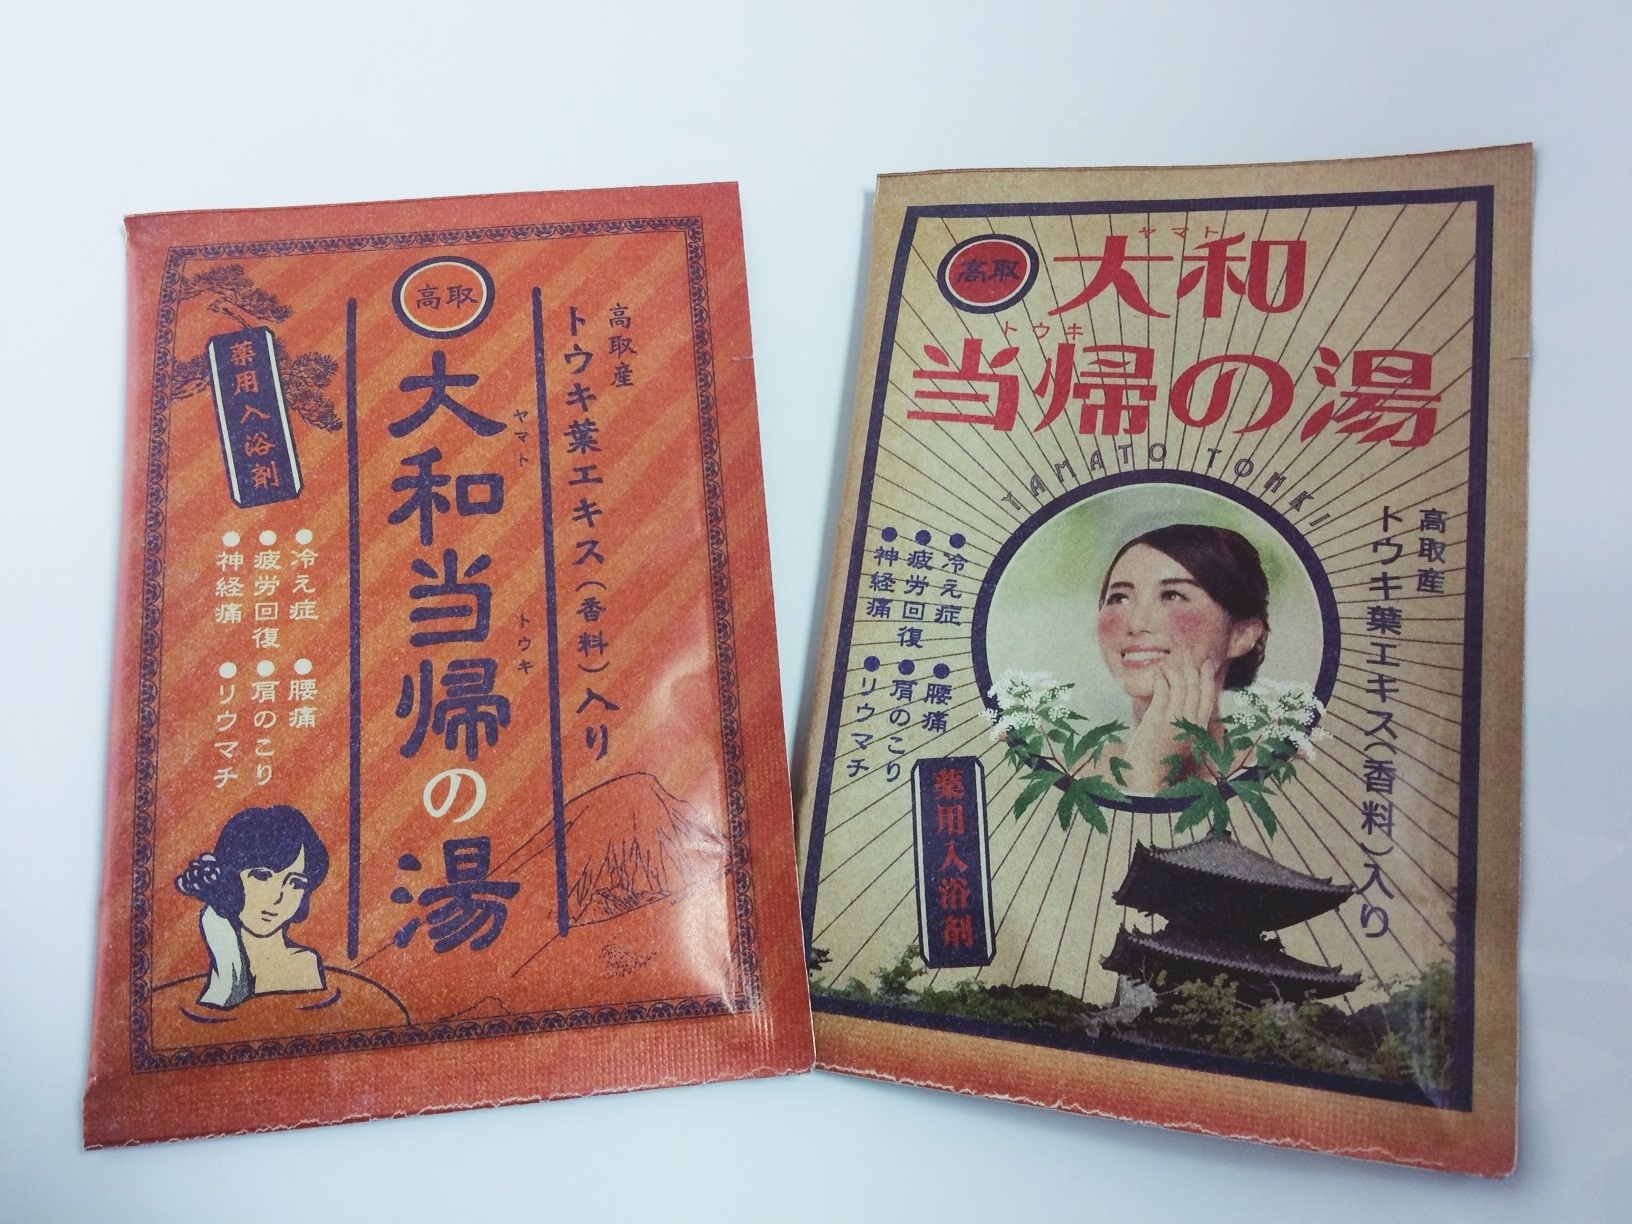 高取
大和当帰の湯
ヤマト
トウキ
高取産
トウキ葉エキス(香料)入り
薬用入浴剤
●冷え症
●疲労回復
●神経痛
●腰痛
●肩のこり
●リウマチ
高取
ヤマト
大和
トウキ
当帰の湯
YAMATO TOHKI
高取産
トウキ葉エキス(香料)入り
●冷え症
●疲労回復
●神経痛
●腰痛
●肩のこり
●リウマチ
薬用入浴剤